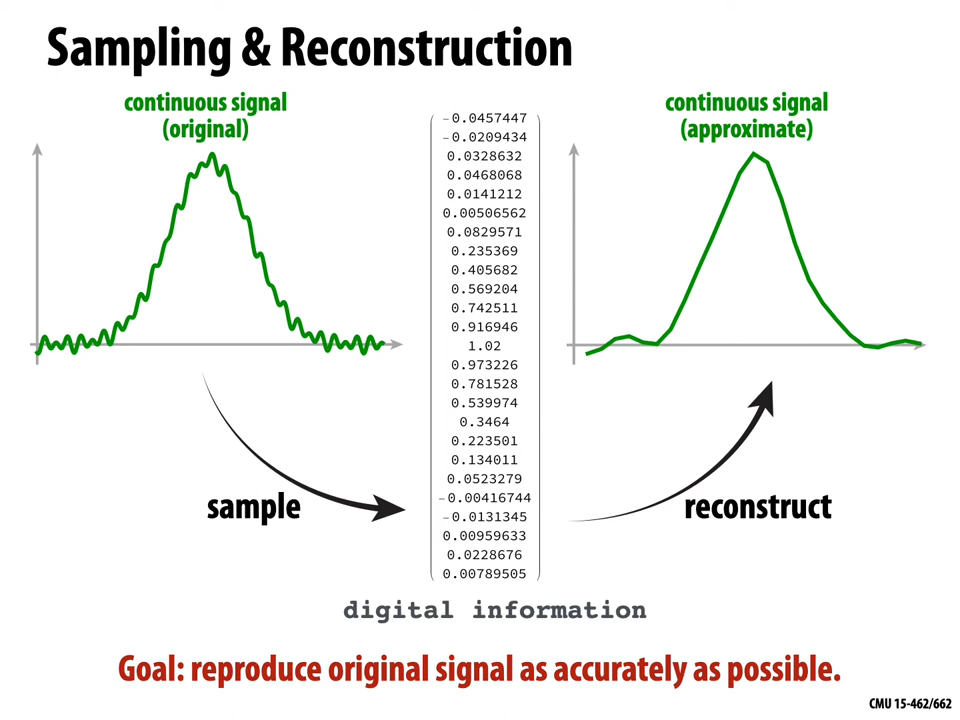 Sampling & Reconstruction
continuous signal
(original)
-0.0457447
-0.0209434
0.0328632
0.0468068
0.0141212
0.00506562
0.0829571
0.235369
0.405682
0.569204
0.742511
0.916946
1.02
0.973226
0.781528
0.539974
0.3464
0.223501
0.134011
0.0523279
-0.00416744
-0.0131345
0.00959633
0.0228676
0.00789505
continuous signal
(approximate)
sample
reconstruct
digital information
Goal: reproduce original signal as accurately as possible.
CMU 15-462/662